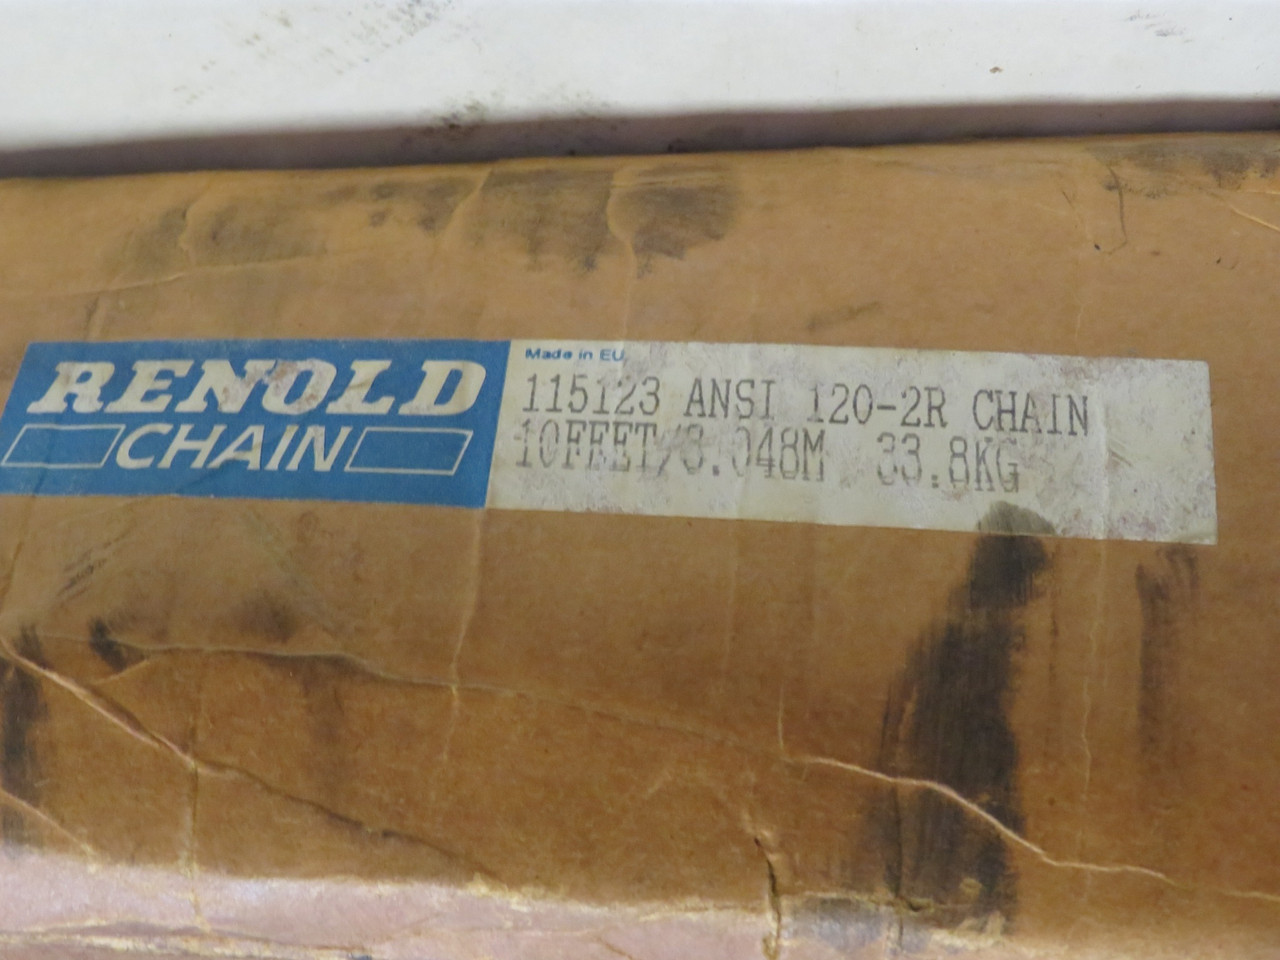 RENOLD
CHAIN
Made in EU
115123 ANSI 120-2R CHAIN
10FEET/3.048M 33.8KG